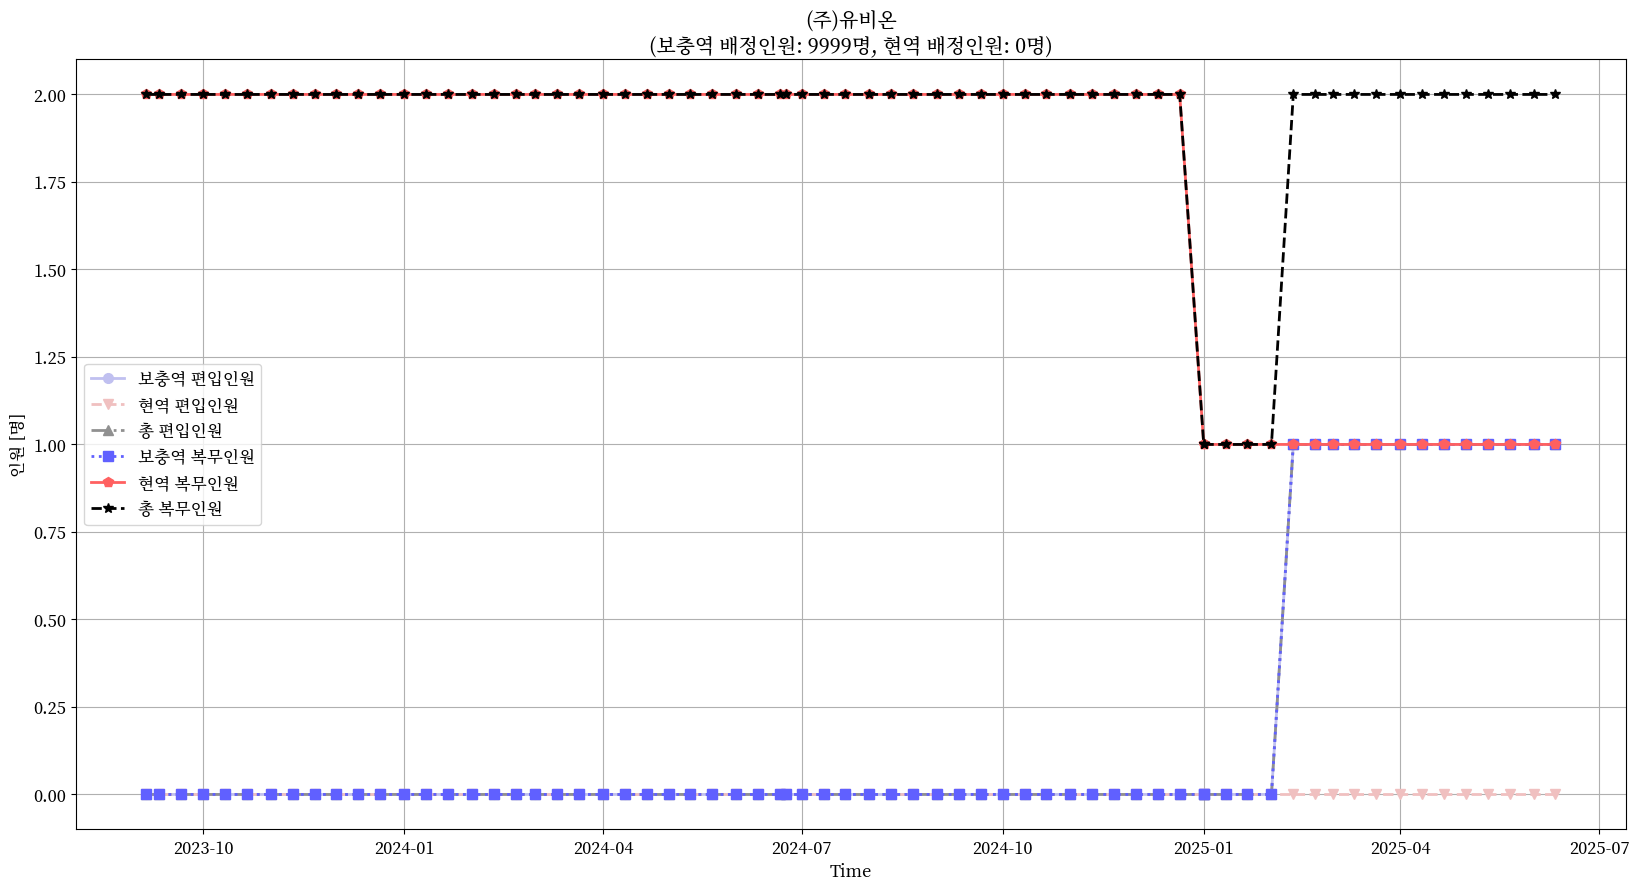 (주)유비온
(보충역 배정인원: 9999명, 현역 배정인원: 0명)
인원 [명]
2.00
1.75
1.50
1.25
1.00
0.75
0.50
0.25
0.00
보충역 편입인원
현역 편입인원
총 편입인원
보충역 복무인원
현역 복무인원
총 복무인원
2023-10
2024-01
2024-04
2024-07
2024-10
2025-01
2025-04
2025-07
Time